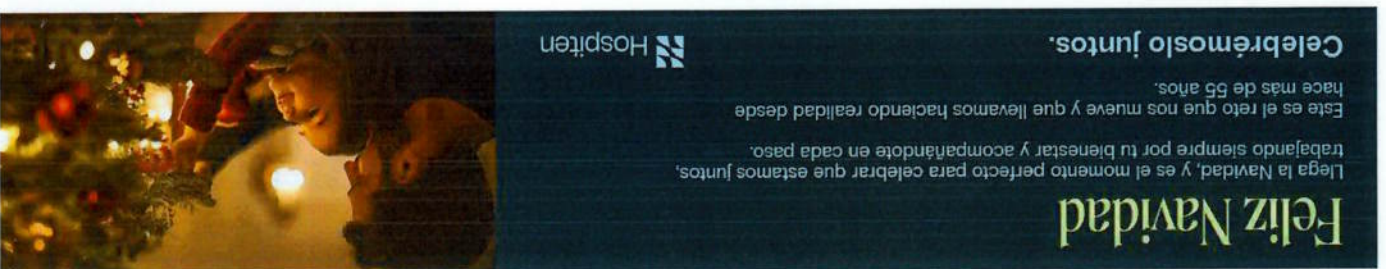 Feliz Navidad
Llega la Navidad, y es el momento perfecto para celebrar que estamos juntos,
trabajando siempre por tu bienestar y acompañándote en cada paso.
Este es el reto que nos mueve y que llevamos haciendo realidad desde
hace más de 55 años.
Celebrémoslo juntos.
Hospiten